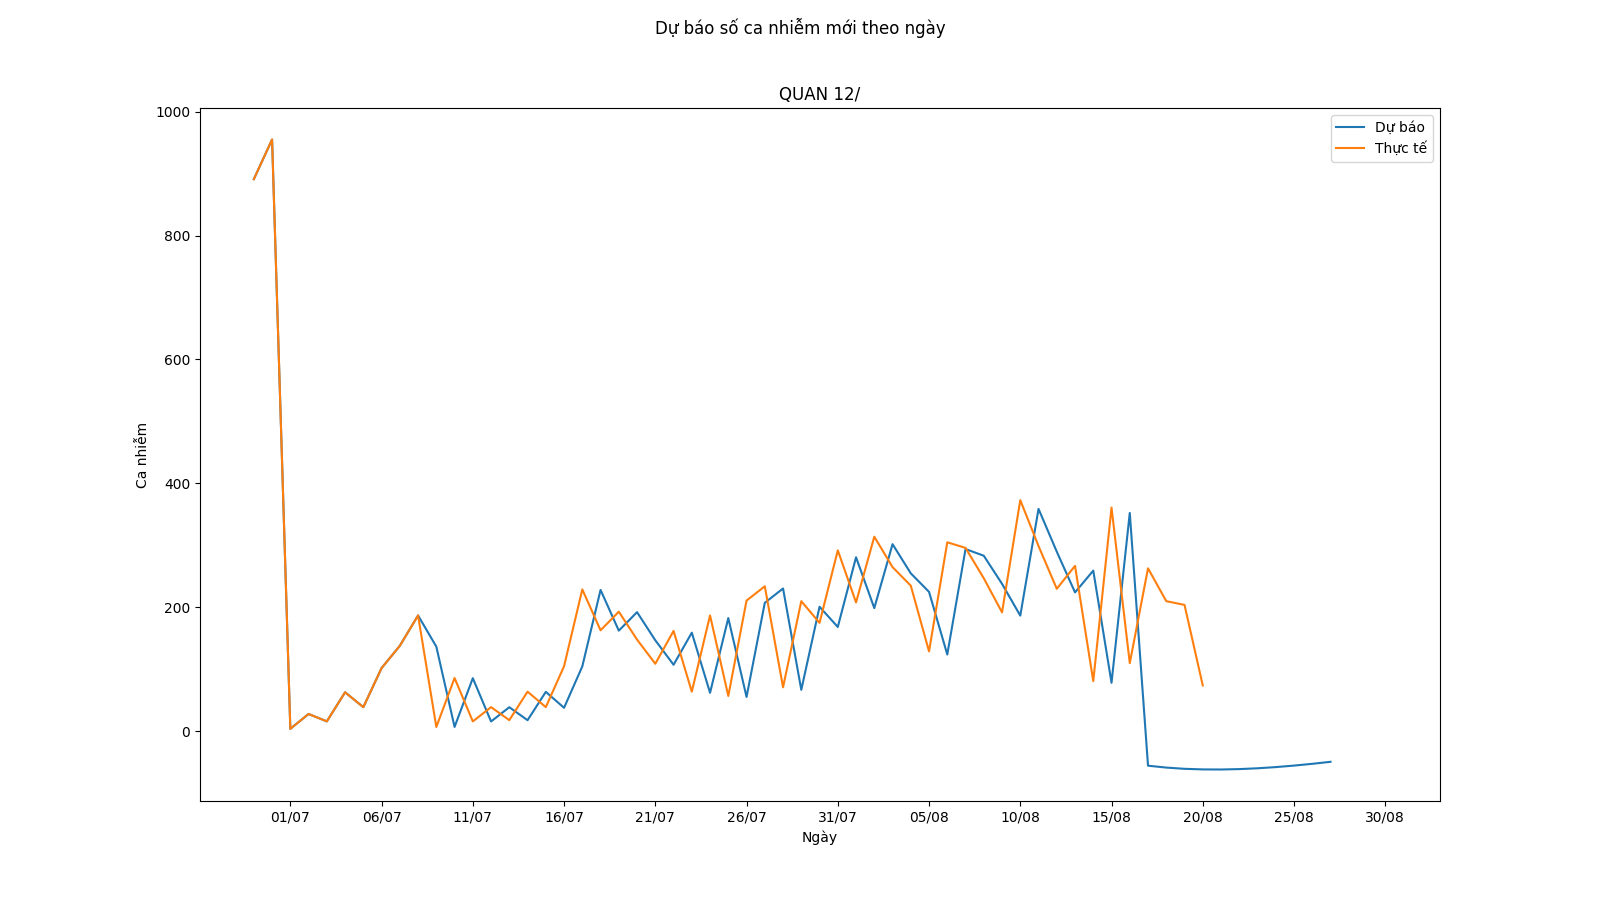 Dự báo số ca nhiễm mới theo ngày
QUAN 12/
1000
800
600
400
200
0
Ca nhiễm
Dự báo
Thực tế
01/07 06/07 11/07 16/07 21/07 26/07 31/07 05/08 10/08 15/08 20/08 25/08 30/08
Ngày